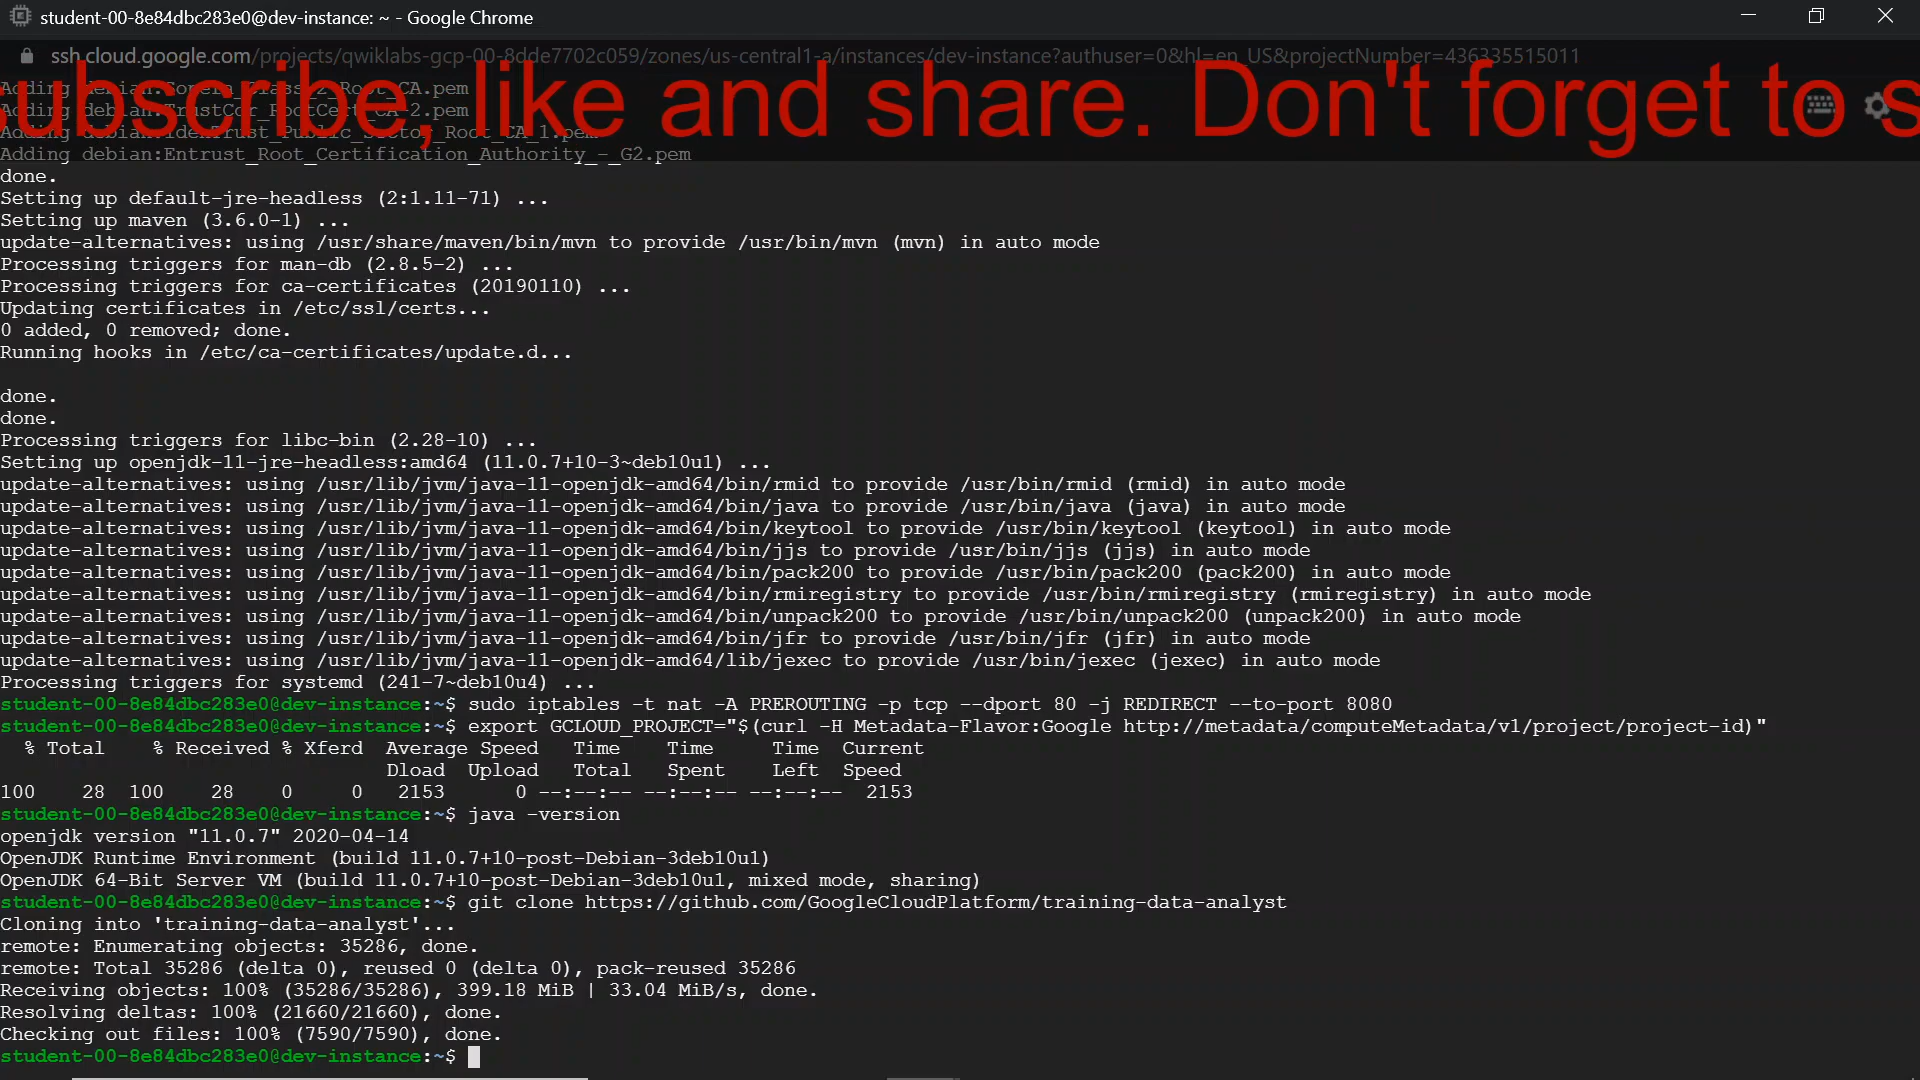 student-00-8e84dbc283e0@dev-instance: ~ - Google Chrome
ssh.cloud.google.com/projects/qwiklabs-gcp-00-8dde7702c059/zones/us-central1-a/instances/dev-instance?authuser=0&hl=en_US&projectNumber=436335515011
ubscribe, like and share. Don't forget to s
Adding debian:Sonera_Class_2_Root_CA.pem
Adding debian:TrustCor_RootCert_CA-2.pem
Adding debian:IdenTrust_Public_Sector_Root_CA_1.pem
Adding debian:Entrust_Root_Certification_Authority_-_G2.pem
done.
Setting up default-jre-headless (2:1.11-71) ...
Setting up maven (3.6.0-1) ...
update-alternatives: using /usr/share/maven/bin/mvn to provide /usr/bin/mvn (mvn) in auto mode
Processing triggers for man-db (2.8.5-2) ...
Processing triggers for ca-certificates (20190110) ...
Updating certificates in /etc/ssl/certs...
0 added, 0 removed; done.
Running hooks in /etc/ca-certificates/update.d...
done.
done.
Processing triggers for libc-bin (2.28-10) ...
Setting up openjdk-11-jre-headless:amd64 (11.0.7+10-3~deb10u1) ...
update-alternatives: using /usr/lib/jvm/java-11-openjdk-amd64/bin/rmid to provide /usr/bin/rmid (rmid) in auto mode
update-alternatives: using /usr/lib/jvm/java-11-openjdk-amd64/bin/java to provide /usr/bin/java (java) in auto mode
update-alternatives: using /usr/lib/jvm/java-11-openjdk-amd64/bin/keytool to provide /usr/bin/keytool (keytool) in auto mode
update-alternatives: using /usr/lib/jvm/java-11-openjdk-amd64/bin/jjs to provide /usr/bin/jjs (jjs) in auto mode
update-alternatives: using /usr/lib/jvm/java-11-openjdk-amd64/bin/pack200 to provide /usr/bin/pack200 (pack200) in auto mode
update-alternatives: using /usr/lib/jvm/java-11-openjdk-amd64/bin/rmiregistry to provide /usr/bin/rmiregistry (rmiregistry) in auto mode
update-alternatives: using /usr/lib/jvm/java-11-openjdk-amd64/bin/unpack200 to provide /usr/bin/unpack200 (unpack200) in auto mode
update-alternatives: using /usr/lib/jvm/java-11-openjdk-amd64/bin/jfr to provide /usr/bin/jfr (jfr) in auto mode
update-alternatives: using /usr/lib/jvm/java-11-openjdk-amd64/lib/jexec to provide /usr/bin/jexec (jexec) in auto mode
Processing triggers for systemd (241-7~deb10u4) ...
student-00-8e84dbc283e0@dev-instance:~$ sudo iptables -t nat -A PREROUTING -p tcp --dport 80 -j REDIRECT --to-port 8080
student-00-8e84dbc283e0@dev-instance:~$ export GCLOUD_PROJECT="$(curl -H Metadata-Flavor:Google http://metadata/computeMetadata/v1/project/project-id)"
% Total % Received % Xferd Average Speed Time Time Time Current
Dload Upload Total Spent Left Speed
100 28 100 28 0 0 2153 0 --:--:-- --:--:-- --:--:-- 2153
student-00-8e84dbc283e0@dev-instance:~$ java -version
openjdk version "11.0.7" 2020-04-14
OpenJDK Runtime Environment (build 11.0.7+10-post-Debian-3deb10u1)
OpenJDK 64-Bit Server VM (build 11.0.7+10-post-Debian-3deb10u1, mixed mode, sharing)
student-00-8e84dbc283e0@dev-instance:~$ git clone https://github.com/GoogleCloudPlatform/training-data-analyst
Cloning into 'training-data-analyst'...
remote: Enumerating objects: 35286, done.
remote: Total 35286 (delta 0), reused 0 (delta 0), pack-reused 35286
Receiving objects: 100% (35286/35286), 399.18 MiB | 33.04 MiB/s, done.
Resolving deltas: 100% (21660/21660), done.
Checking out files: 100% (7590/7590), done.
student-00-8e84dbc283e0@dev-instance:~$